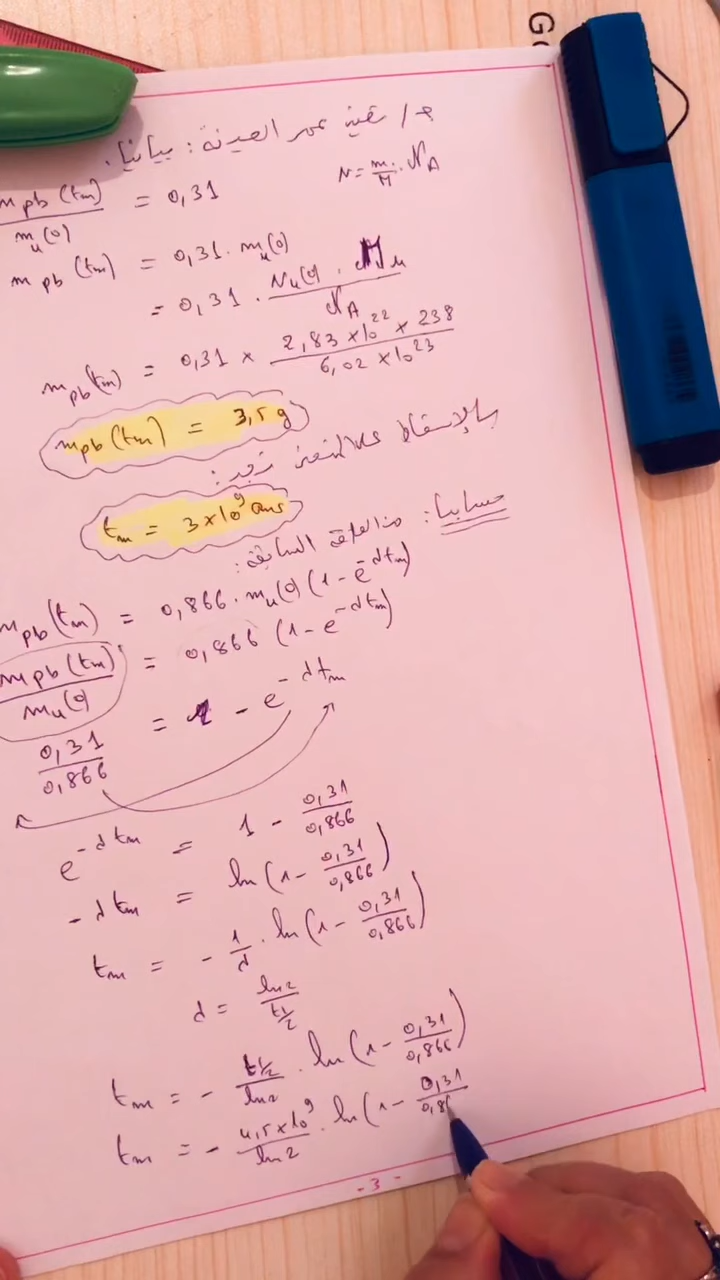 G
ج/ نفين عمر العينة: بيانيا.
m_pb(t_m)/m_u(0) = 0,31
N = m/M . N_A
m_pb(t_m) = 0,31 . m_u(0)
= 0,31 . N_u(0) . M_u / N_A
m_pb(t_m) = 0,31 × 2,83 × 10^22 × 238 / 6,02 × 10^23
m_pb(t_m) = 3,5 g
بالإسقاط على المنحنى نجد:
t_m = 3 × 10^9 ans
حسابيا: من العلاقة السابقة:
m_pb(t_m) = 0,866 . m_u(0) (1 - e^-λt_m)
m_pb(t_m)/m_u(0) = 0,866 (1 - e^-λt_m)
0,31/0,866 = 1 - e^-λt_m
e^-λt_m = 1 - 0,31/0,866
-λt_m = ln(1 - 0,31/0,866)
t_m = - 1/λ . ln(1 - 0,31/0,866)
λ = ln2/t½
t_m = - t½/ln2 . ln(1 - 0,31/0,866)
t_m = - 4,5×10^9/ln2 . ln(1 - 0,31/0,86
- 3 -